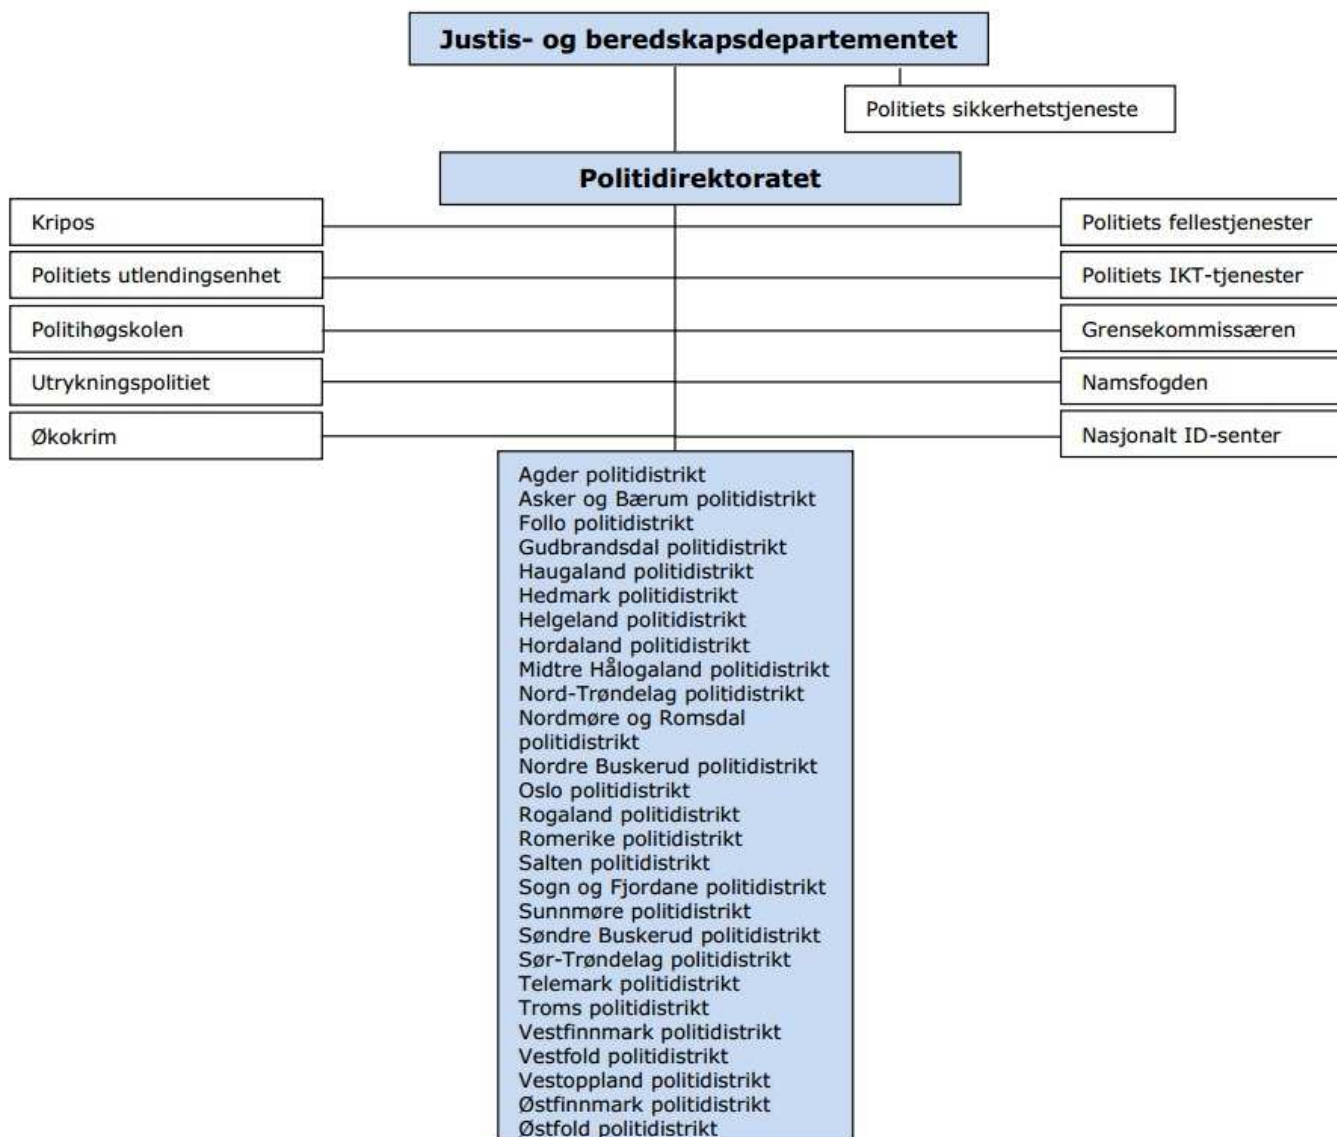 Justis- og beredskapsdepartementet
Politiets sikkerhetstjeneste
Politidirektoratet
Kripos
Politiets fellestjenester
Politiets utlendingsenhet
Politiets IKT-tjenester
Politihøgskolen
Grensekommissæren
Utrykningspolitiet
Namsfogden
Økokrim
Nasjonalt ID-senter
Agder politidistrikt
Asker og Bærum politidistrikt
Follo politidistrikt
Gudbrandsdal politidistrikt
Haugaland politidistrikt
Hedmark politidistrikt
Helgeland politidistrikt
Hordaland politidistrikt
Midtre Hålogaland politidistrikt
Nord-Trøndelag politidistrikt
Nordmøre og Romsdal
politidistrikt
Nordre Buskerud politidistrikt
Oslo politidistrikt
Rogaland politidistrikt
Romerike politidistrikt
Salten politidistrikt
Sogn og Fjordane politidistrikt
Sunnmøre politidistrikt
Søndre Buskerud politidistrikt
Sør-Trøndelag politidistrikt
Telemark politidistrikt
Troms politidistrikt
Vestfinnmark politidistrikt
Vestfold politidistrikt
Vestoppland politidistrikt
Østfinnmark politidistrikt
Østfold politidistrikt